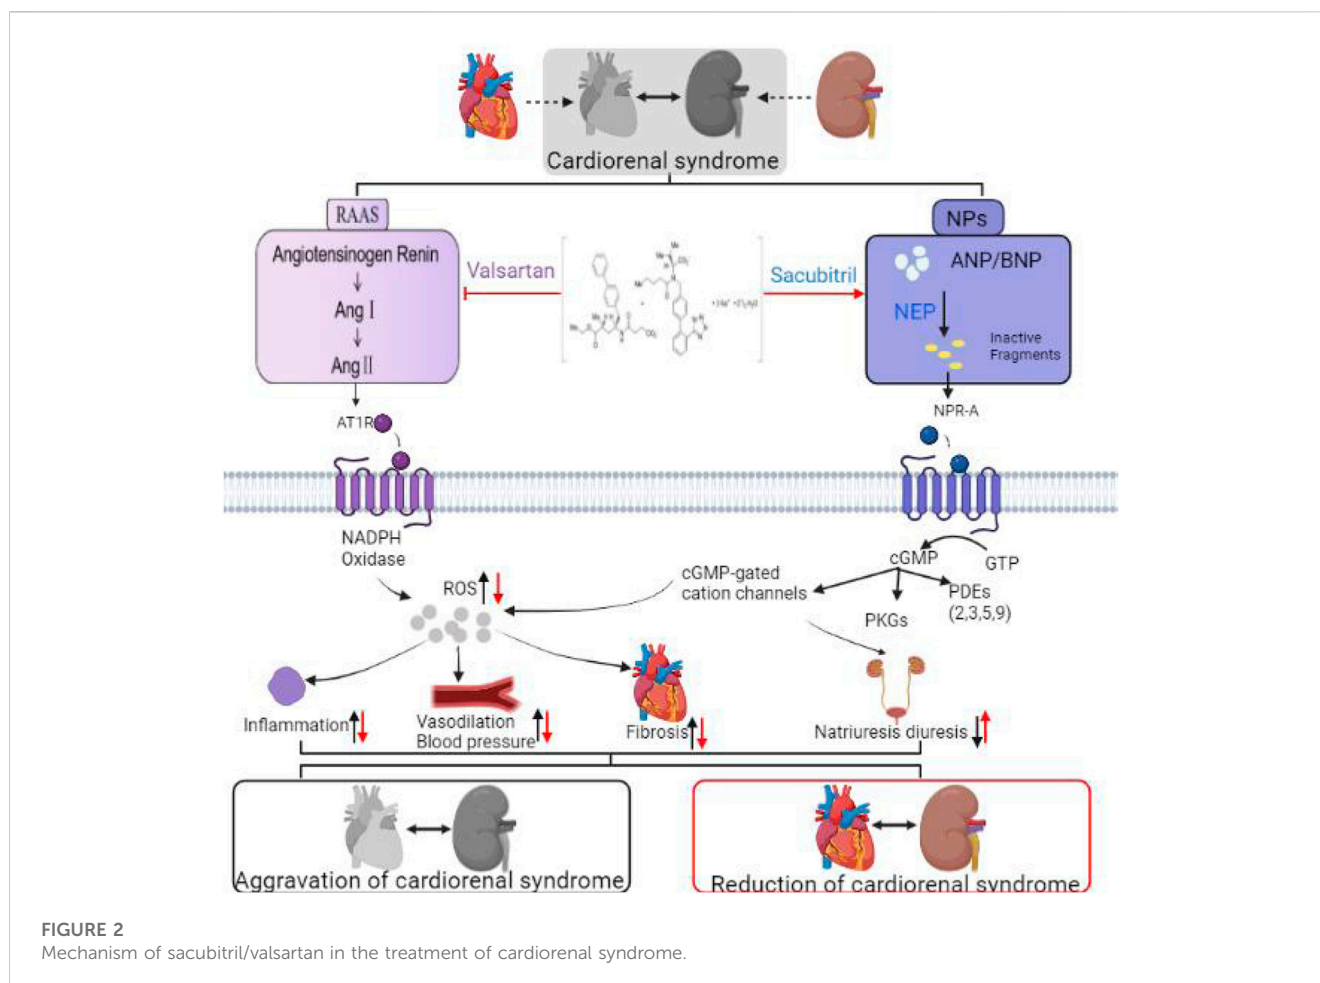 Cardiorenal syndrome
RAAS
NPs
Angiotensinogen Renin
Ang I
Ang II
Valsartan
Sacubitril
ANP/BNP
NEP
Inactive
Fragments
AT1R
NPR-A
NADPH
Oxidase
ROS
cGMP-gated
cation channels
cGMP
GTP
PKGs
PDEs
(2,3,5,9)
Inflammation
Vasodilation
Blood pressure
Fibrosis
Natriuresis diuresis
Aggravation of cardiorenal syndrome
Reduction of cardiorenal syndrome
FIGURE 2
Mechanism of sacubitril/valsartan in the treatment of cardiorenal syndrome.